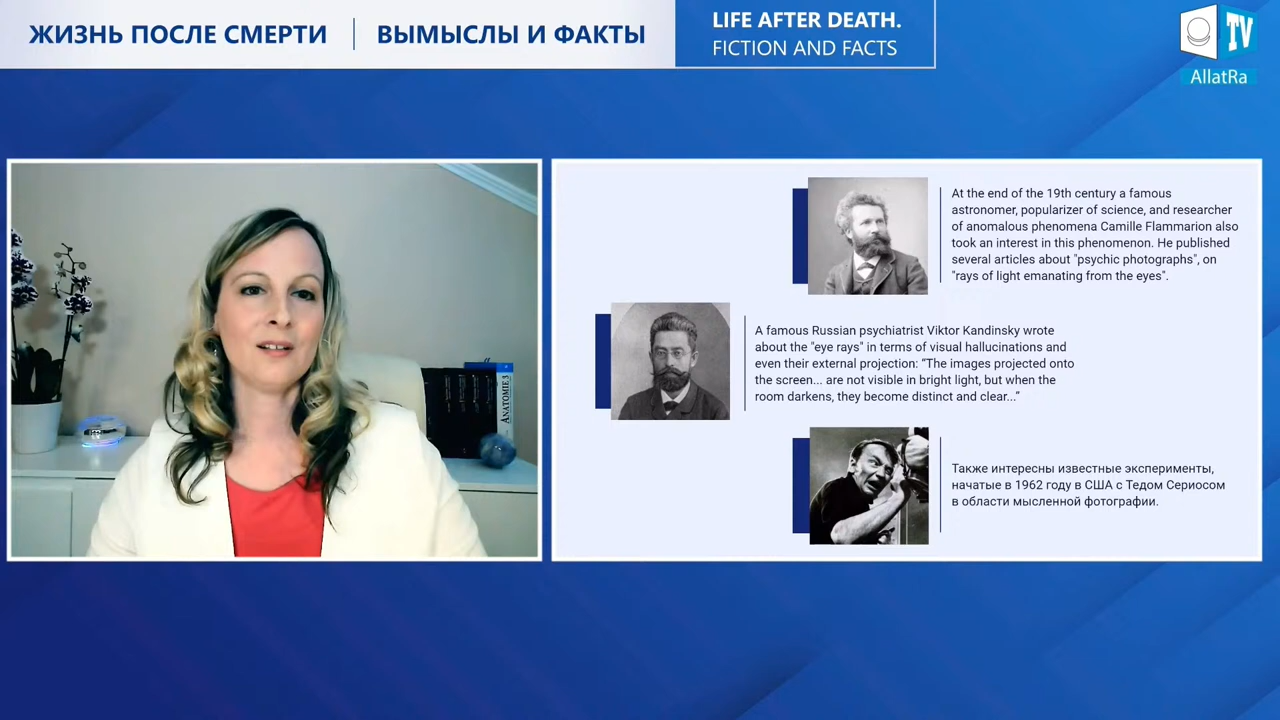 ЖИЗНЬ ПОСЛЕ СМЕРТИ
ВЫМЫСЛЫ И ФАКТЫ
LIFE AFTER DEATH.
FICTION AND FACTS
TV
AllatRa
At the end of the 19th century a famous
astronomer, popularizer of science, and researcher
of anomalous phenomena Camille Flammarion also
took an interest in this phenomenon. He published
several articles about "psychic photographs", on
"rays of light emanating from the eyes".
A famous Russian psychiatrist Viktor Kandinsky wrote
about the "eye rays" in terms of visual hallucinations and
even their external projection: “The images projected onto
the screen... are not visible in bright light, but when the
room darkens, they become distinct and clear...”
Также интересны известные эксперименты,
начатые в 1962 году в США с Тедом Сериосом
в области мысленной фотографии.
ANATOMIE 3